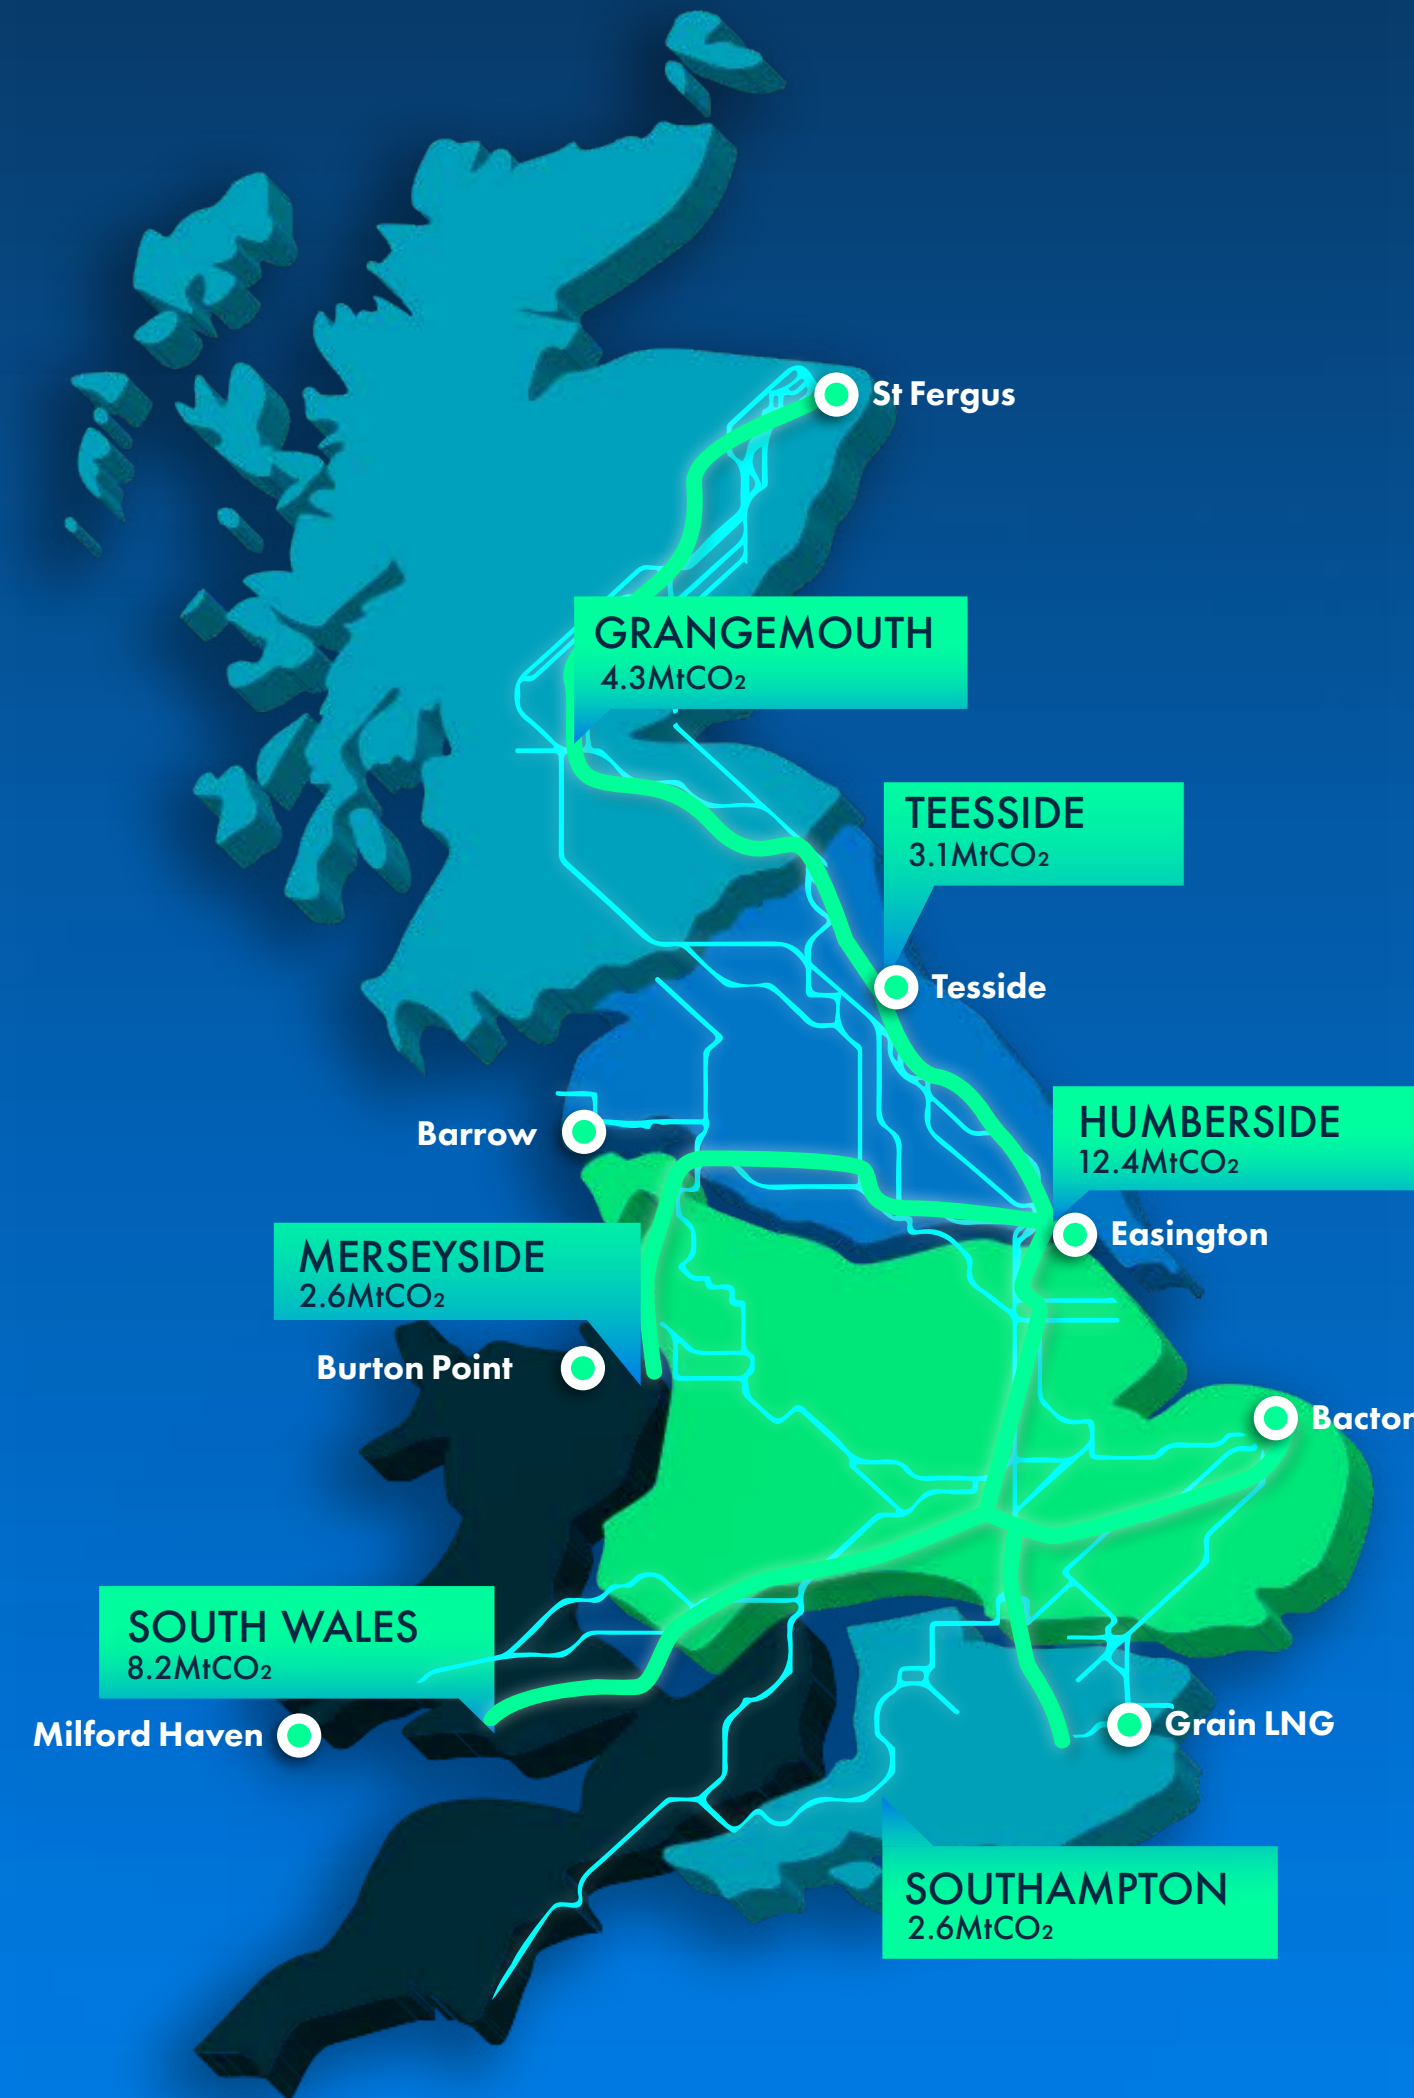 St Fergus
GRANGEMOUTH
4.3MtCO₂
TEESSIDE
3.1MtCO₂
Tesside
HUMBERSIDE
12.4MtCO₂
Barrow
Easington
MERSEYSIDE
2.6MtCO₂
Burton Point
Bacton
SOUTH WALES
8.2MtCO₂
Milford Haven
Grain LNG
SOUTHAMPTON
2.6MtCO₂